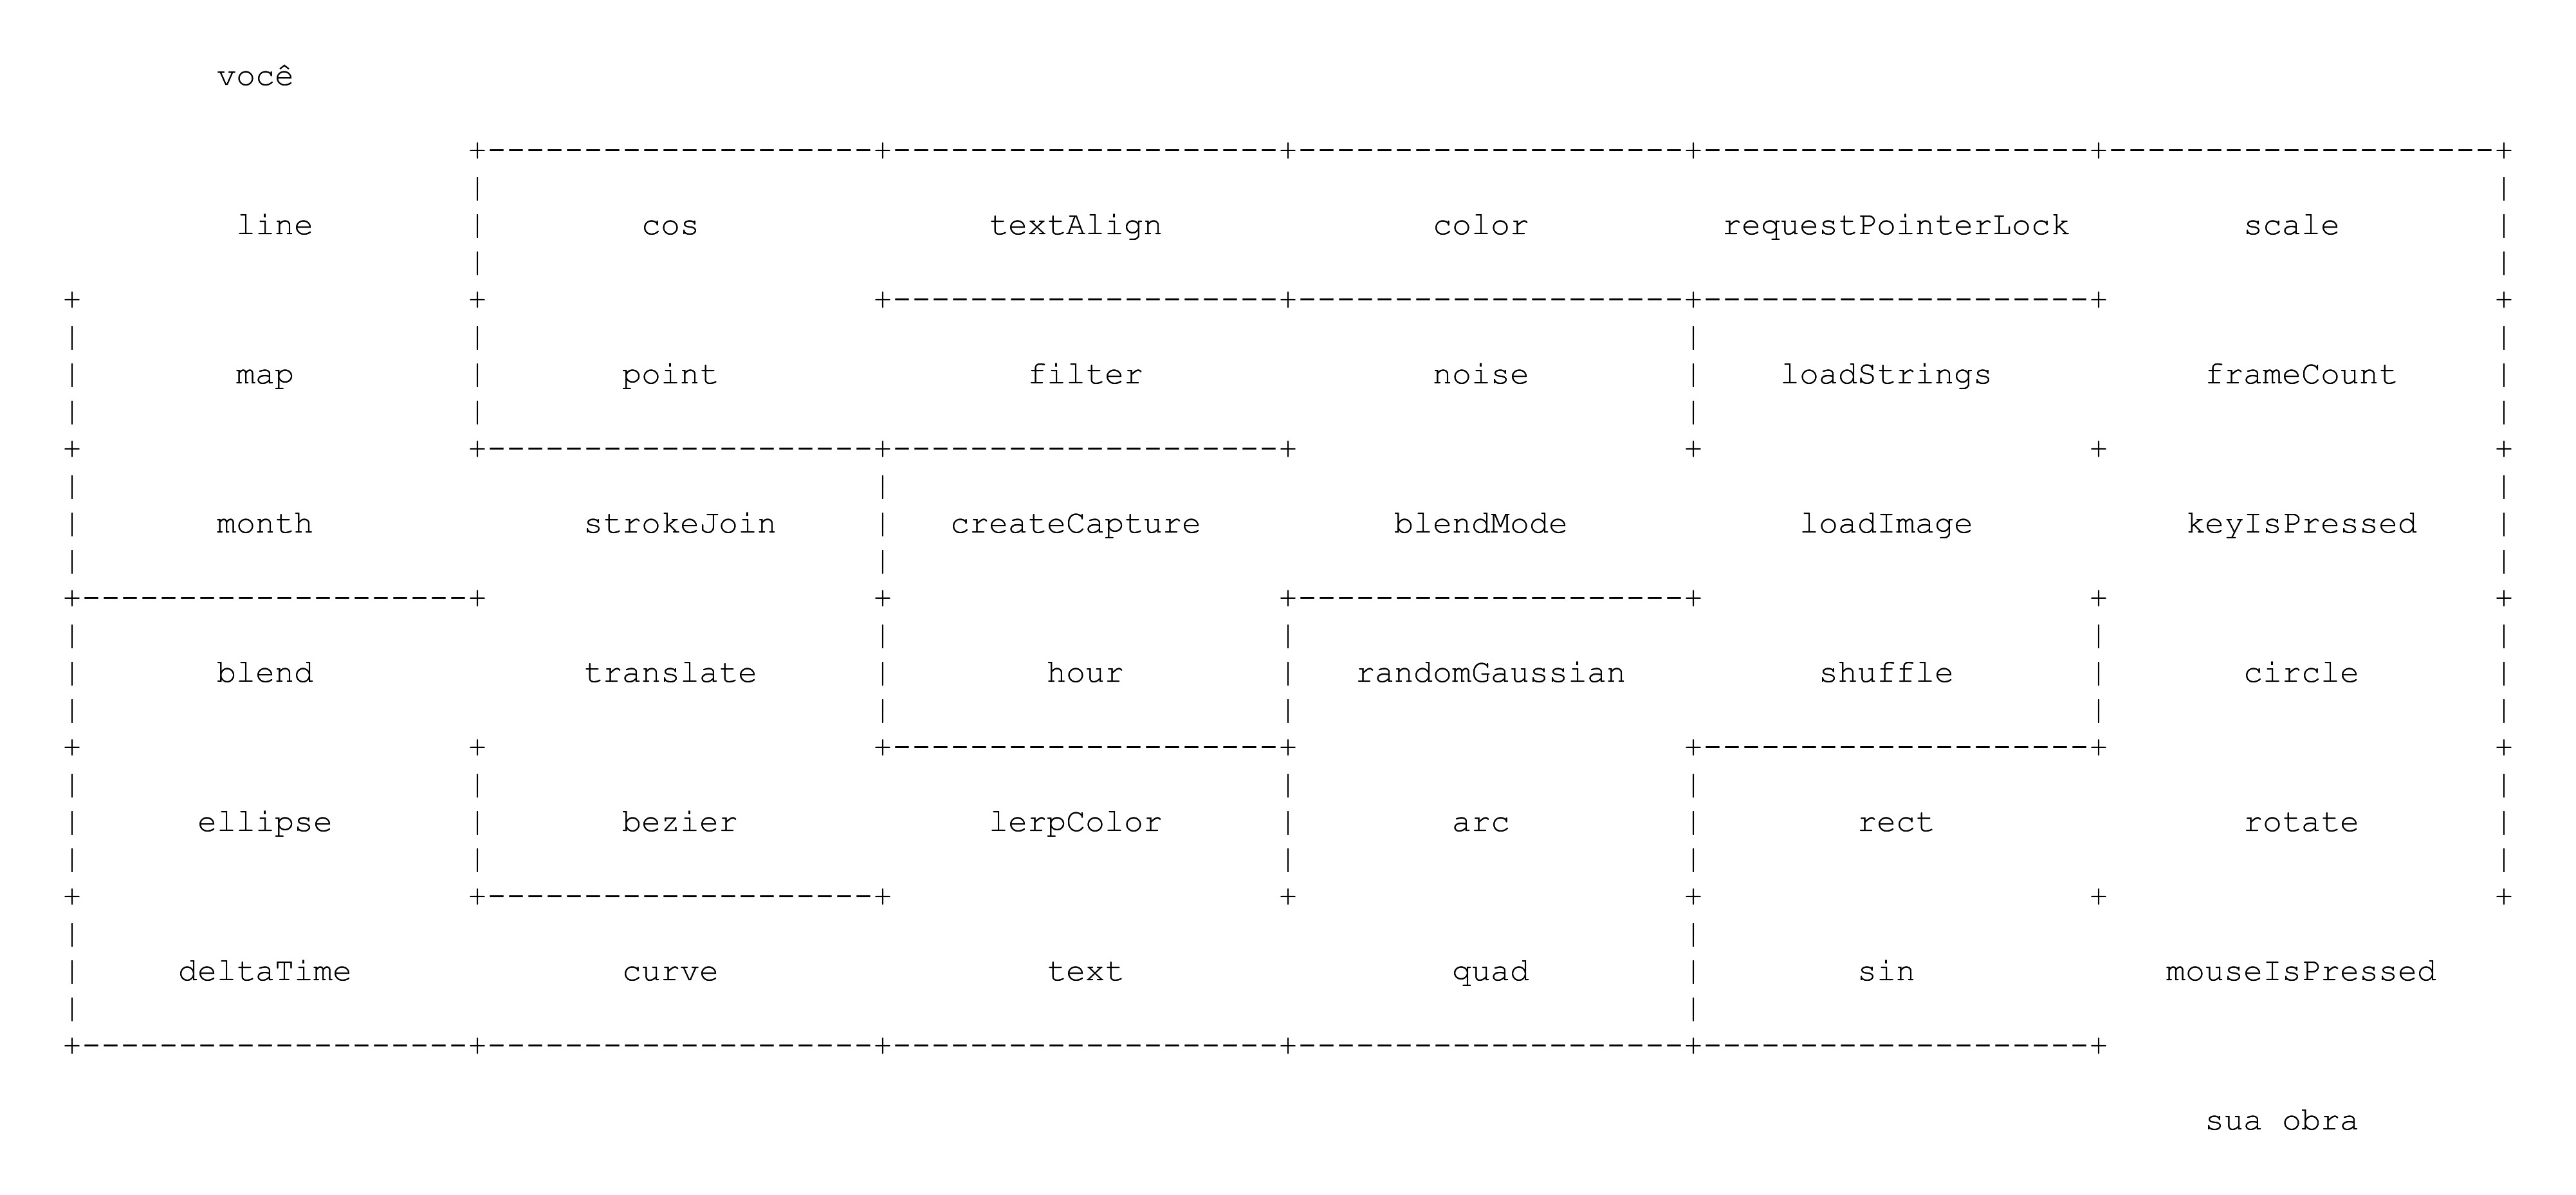 você
line cos textAlign color requestPointerLock scale
map point filter noise loadStrings frameCount
month strokeJoin createCapture blendMode loadImage keyIsPressed
blend translate hour randomGaussian shuffle circle
ellipse bezier lerpColor arc rect rotate
deltaTime curve text quad sin mouseIsPressed
sua obra